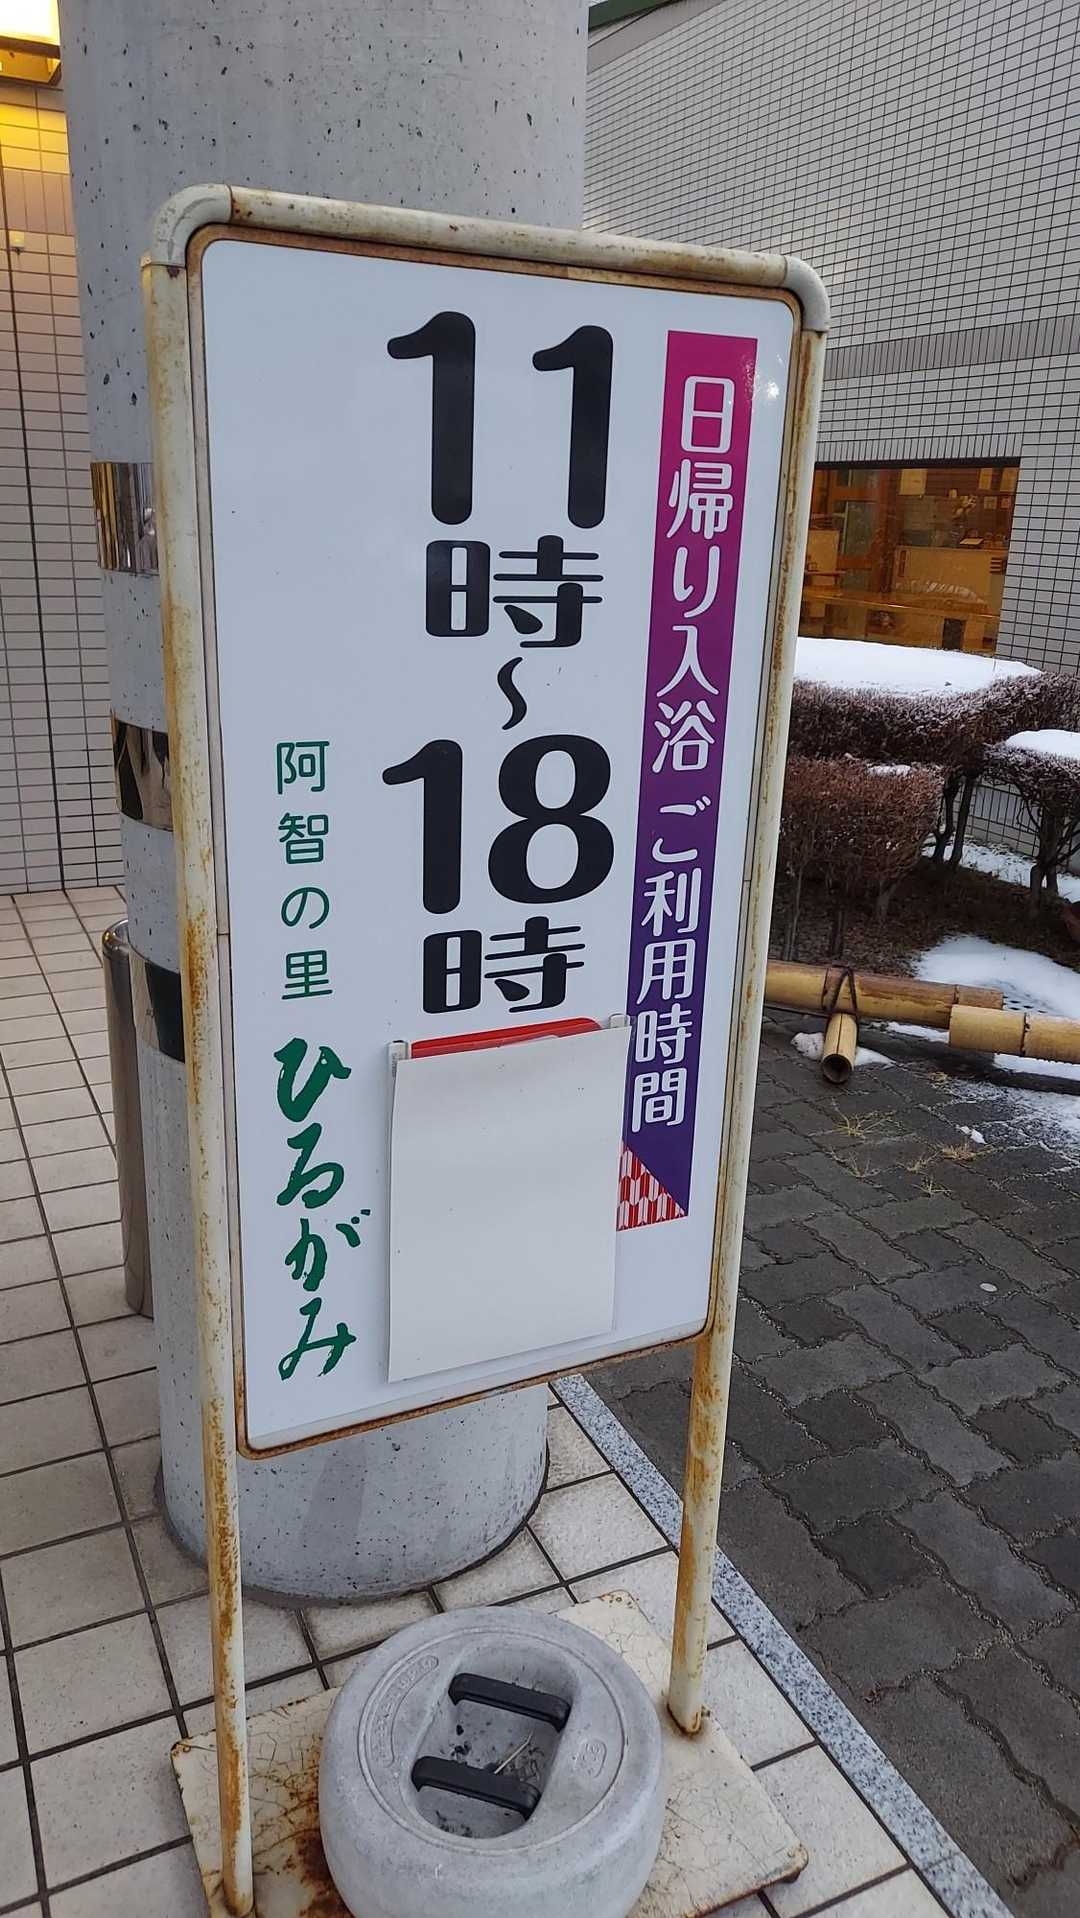 日帰り入浴 ご利用時間
11時〜18時
阿智の里 ひるがみ